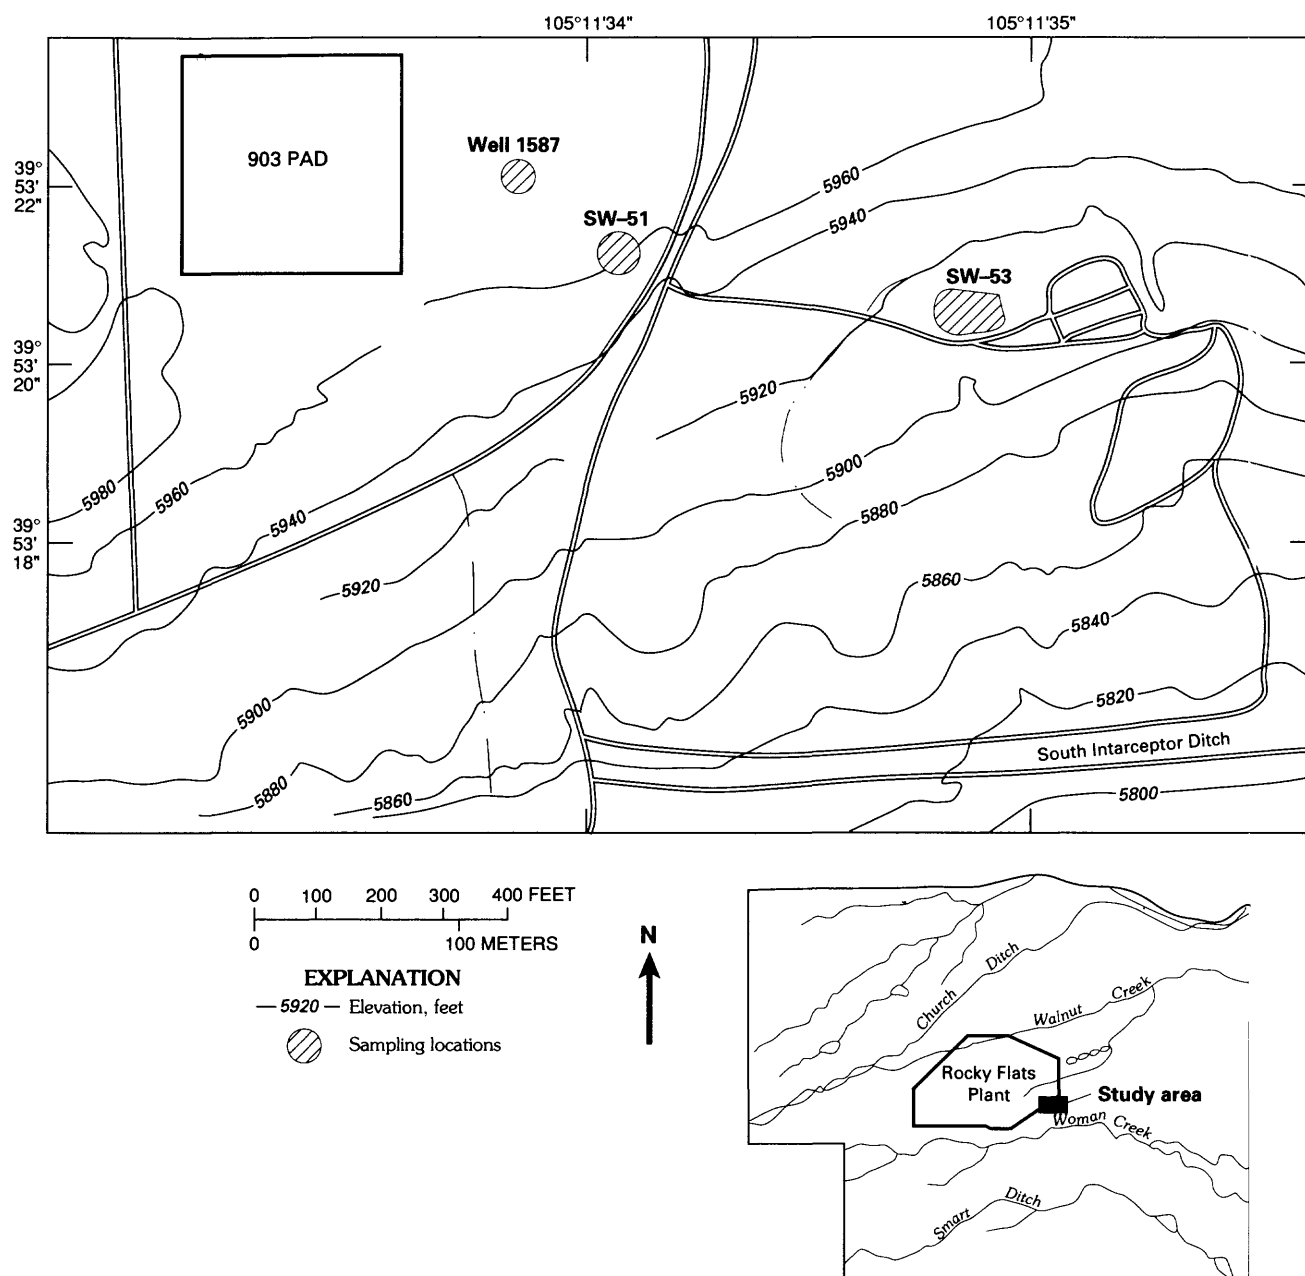 105°11'34"
105°11'35"
903 PAD
Well 1587
39°
53'
22"
SW–51
5960
5940
SW–53
39°
53'
20"
5920
5980
5960
5940
5900
5880
39°
53'
18"
5920
5860
5840
5900
5820
South Intarceptor Ditch
5880
5860
5800
0 100 200 300 400 FEET
0 100 METERS
EXPLANATION
—5920— Elevation, feet
Sampling locations
N
Church Ditch
Walnut Creek
Rocky Flats
Plant
Study area
Woman Creek
Smart Ditch